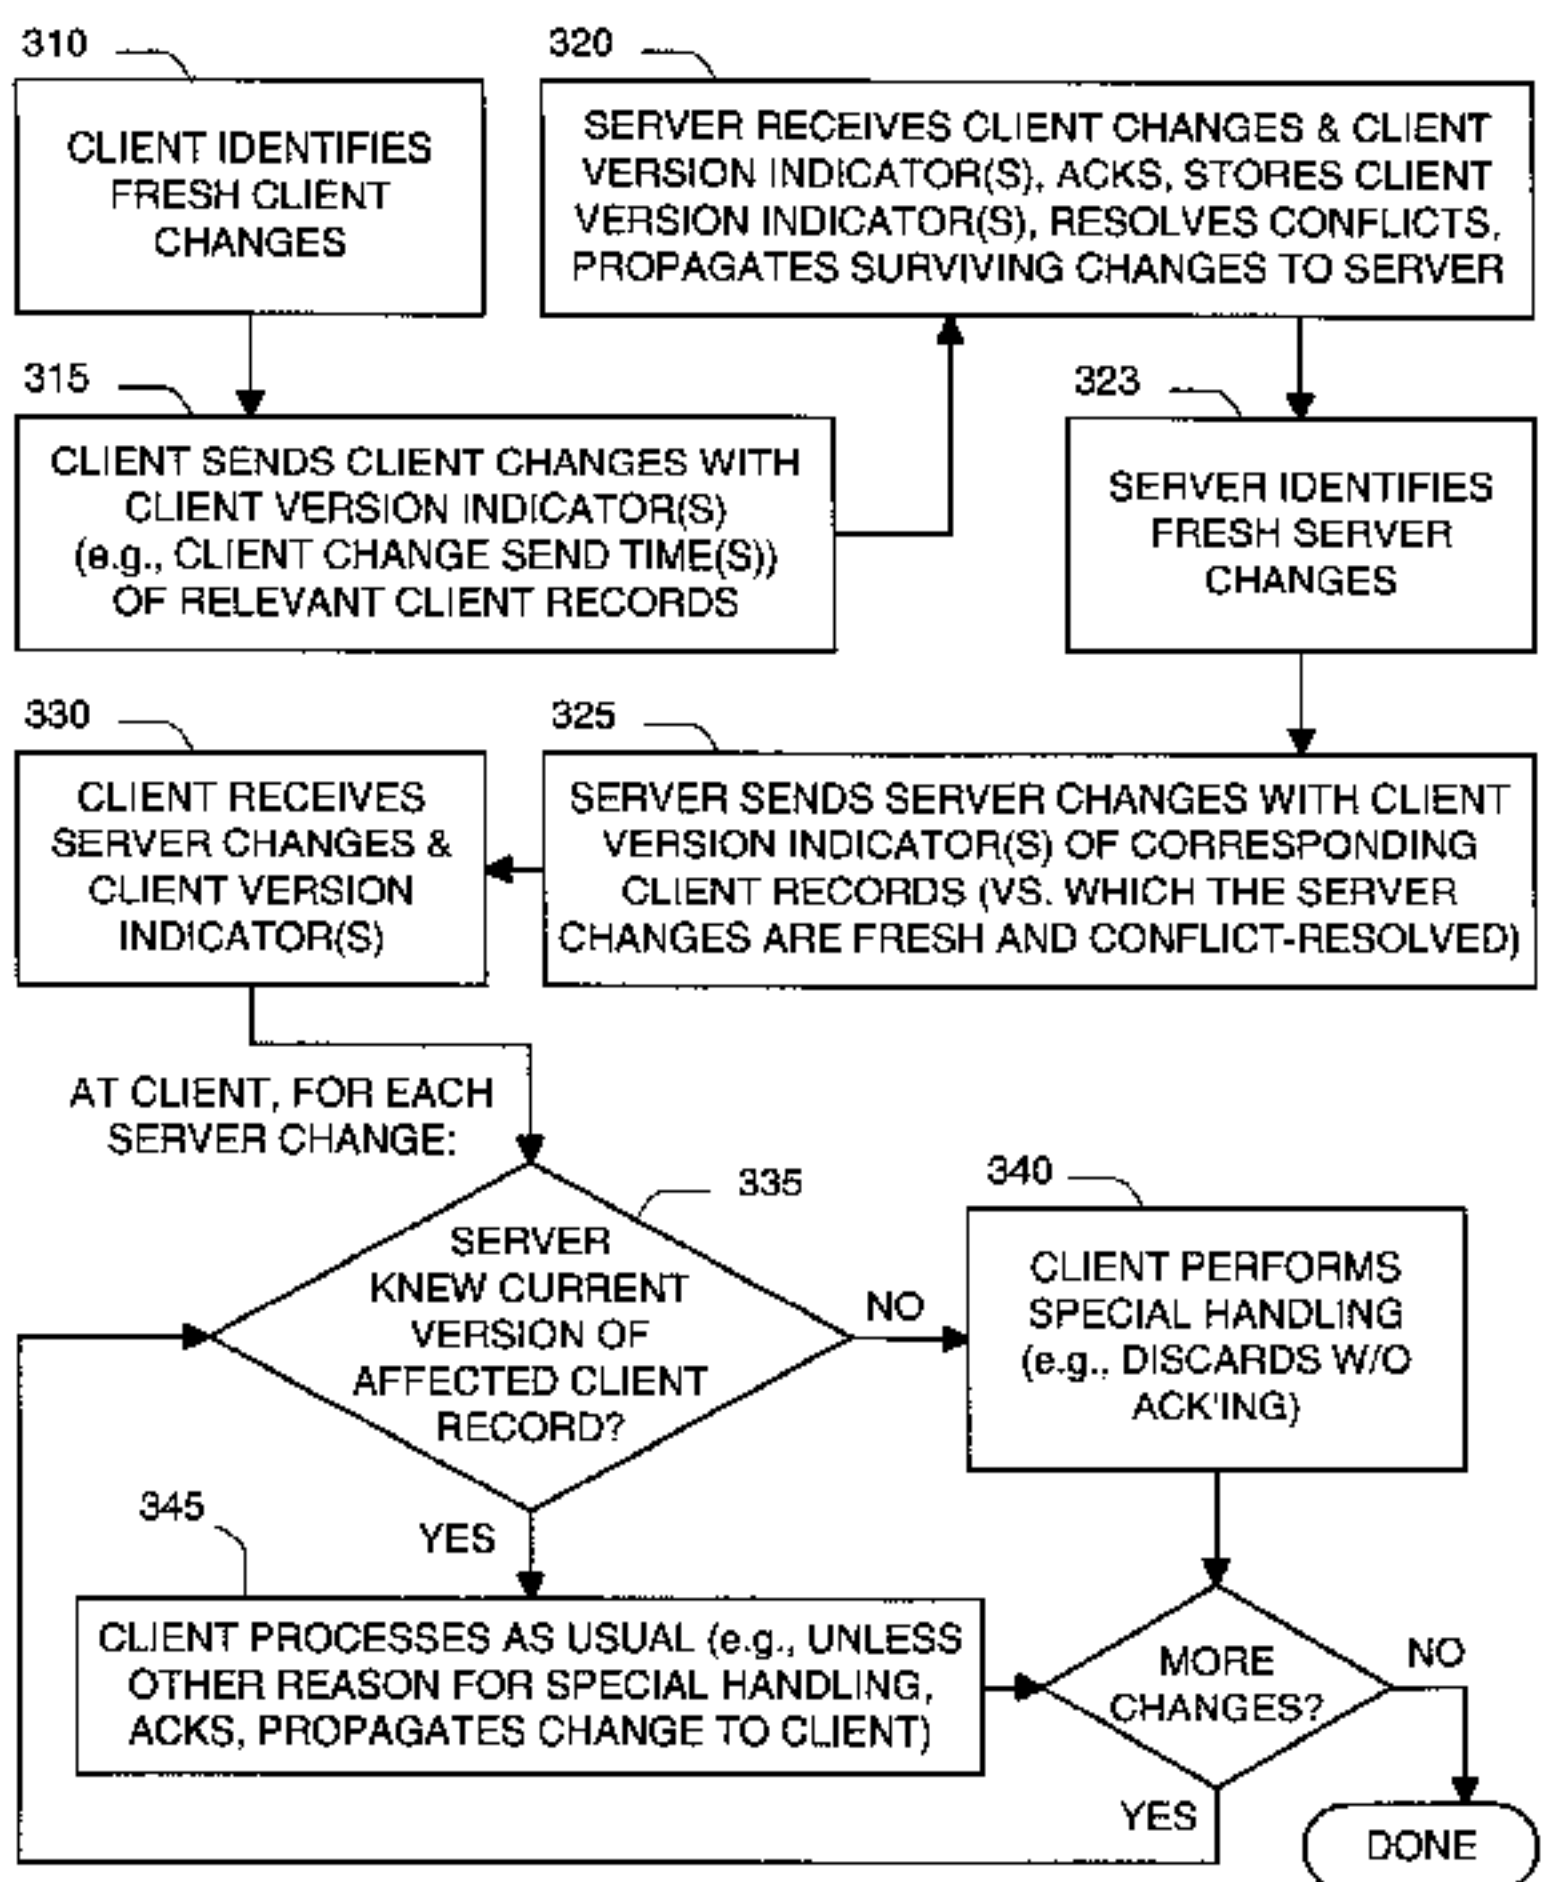 310
CLIENT IDENTIFIES
FRESH CLIENT
CHANGES
320
SERVER RECEIVES CLIENT CHANGES & CLIENT
VERSION INDICATOR(S), ACKS, STORES CLIENT
VERSION INDICATOR(S), RESOLVES CONFLICTS,
PROPAGATES SURVIVING CHANGES TO SERVER
315
CLIENT SENDS CLIENT CHANGES WITH
CLIENT VERSION INDICATOR(S)
(e.g., CLIENT CHANGE SEND TIME(S))
OF RELEVANT CLIENT RECORDS
323
SERVER IDENTIFIES
FRESH SERVER
CHANGES
330
CLIENT RECEIVES
SERVER CHANGES &
CLIENT VERSION
INDICATOR(S)
325
SERVER SENDS SERVER CHANGES WITH CLIENT
VERSION INDICATOR(S) OF CORRESPONDING
CLIENT RECORDS (VS. WHICH THE SERVER
CHANGES ARE FRESH AND CONFLICT-RESOLVED)
AT CLIENT, FOR EACH
SERVER CHANGE:
335
SERVER
KNEW CURRENT
VERSION OF
AFFECTED CLIENT
RECORD?
NO
340
CLIENT PERFORMS
SPECIAL HANDLING
(e.g., DISCARDS W/O
ACK'ING)
YES
345
CLIENT PROCESSES AS USUAL (e.g., UNLESS
OTHER REASON FOR SPECIAL HANDLING,
ACKS, PROPAGATES CHANGE TO CLIENT)
MORE
CHANGES?
NO
YES
DONE